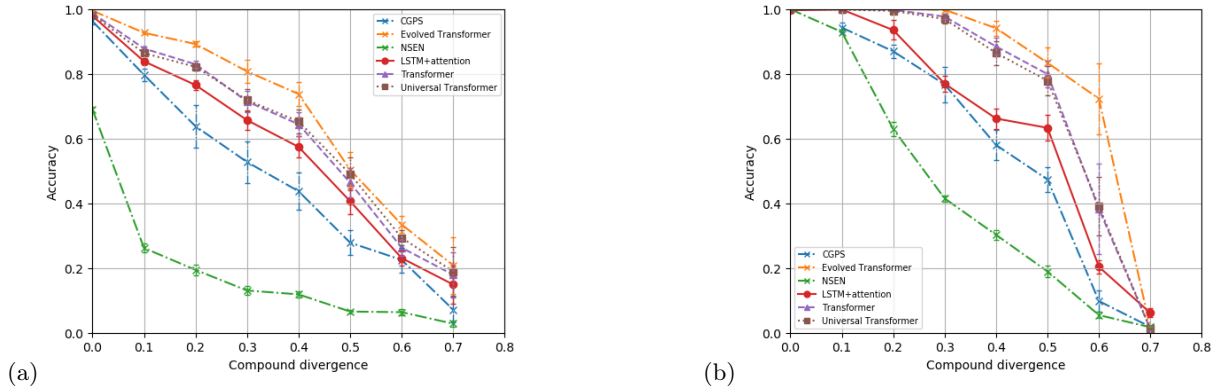 1.0
0.8
0.6
0.4
0.2
0.0
Accuracy
CGPS
Evolved Transformer
NSEN
LSTM+attention
Transformer
Universal Transformer
0.0 0.1 0.2 0.3 0.4 0.5 0.6 0.7 0.8
Compound divergence
(a)
1.0
0.8
0.6
0.4
0.2
0.0
Accuracy
CGPS
Evolved Transformer
NSEN
LSTM+attention
Transformer
Universal Transformer
0.0 0.1 0.2 0.3 0.4 0.5 0.6 0.7 0.8
Compound divergence
(b)